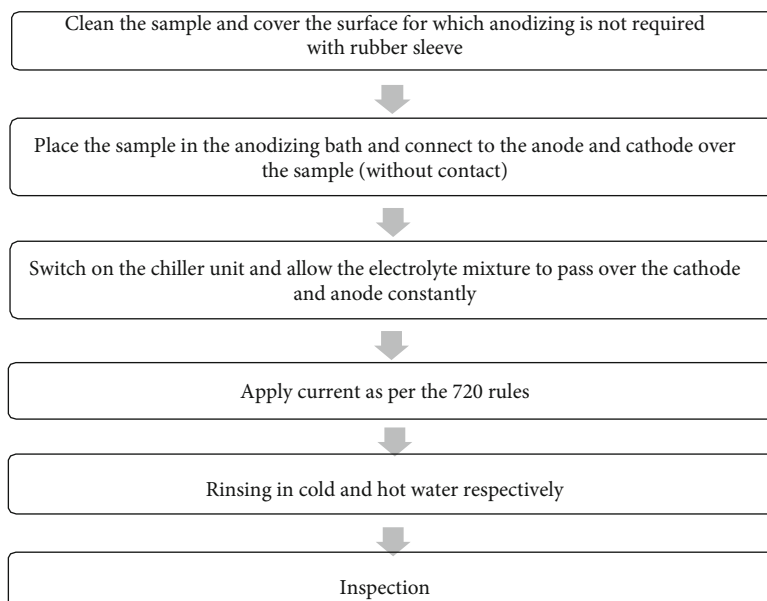 Clean the sample and cover the surface for which anodizing is not required
with rubber sleeve
Place the sample in the anodizing bath and connect to the anode and cathode over
the sample (without contact)
Switch on the chiller unit and allow the electrolyte mixture to pass over the cathode
and anode constantly
Apply current as per the 720 rules
Rinsing in cold and hot water respectively
Inspection